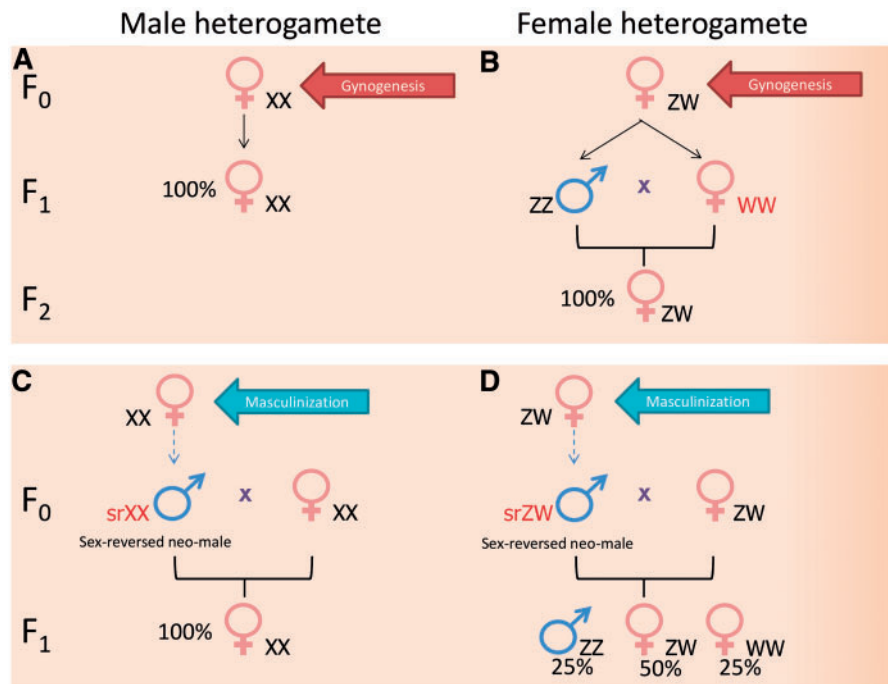 Male heterogamete
Female heterogamete
A
F0
XX
Gynogenesis
F1
100%
XX
F2
B
ZW
Gynogenesis
ZZ
x
WW
100%
ZW
C
XX
Masculinization
F0
srXX
x
XX
Sex-reversed neo-male
F1
100%
XX
D
ZW
Masculinization
srZW
x
ZW
Sex-reversed neo-male
ZZ
ZW
WW
25%
50%
25%